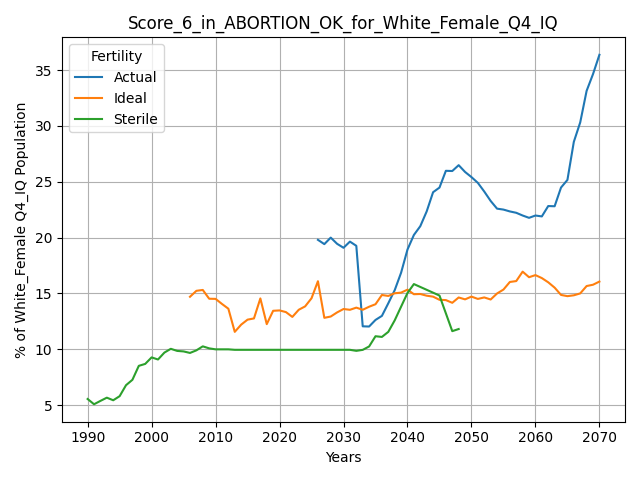 Score_6_in_ABORTION_OK_for_White_Female_Q4_IQ
Fertility
Actual
Ideal
Sterile
% of White_Female Q4_IQ Population
35
30
25
20
15
10
5
1990 2000 2010 2020 2030 2040 2050 2060 2070
Years